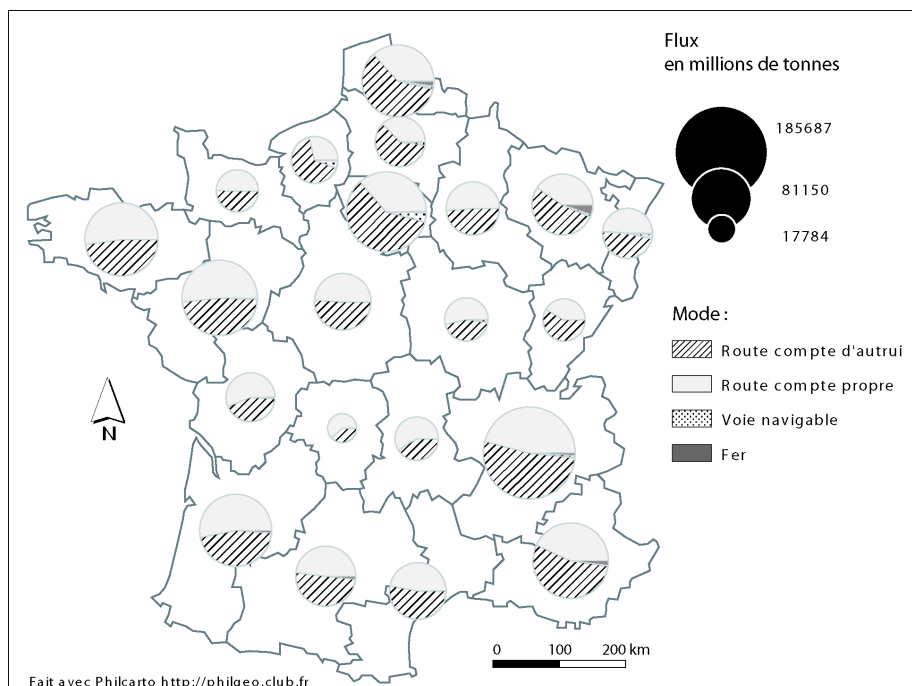 Flux
en millions de tonnes
185687
81150
17784
Mode :
Route compte d'autrui
Route compte propre
Voie navigable
Fer
N
0 100 200 km
Fait avec Philcarto http://philgeo.club.fr